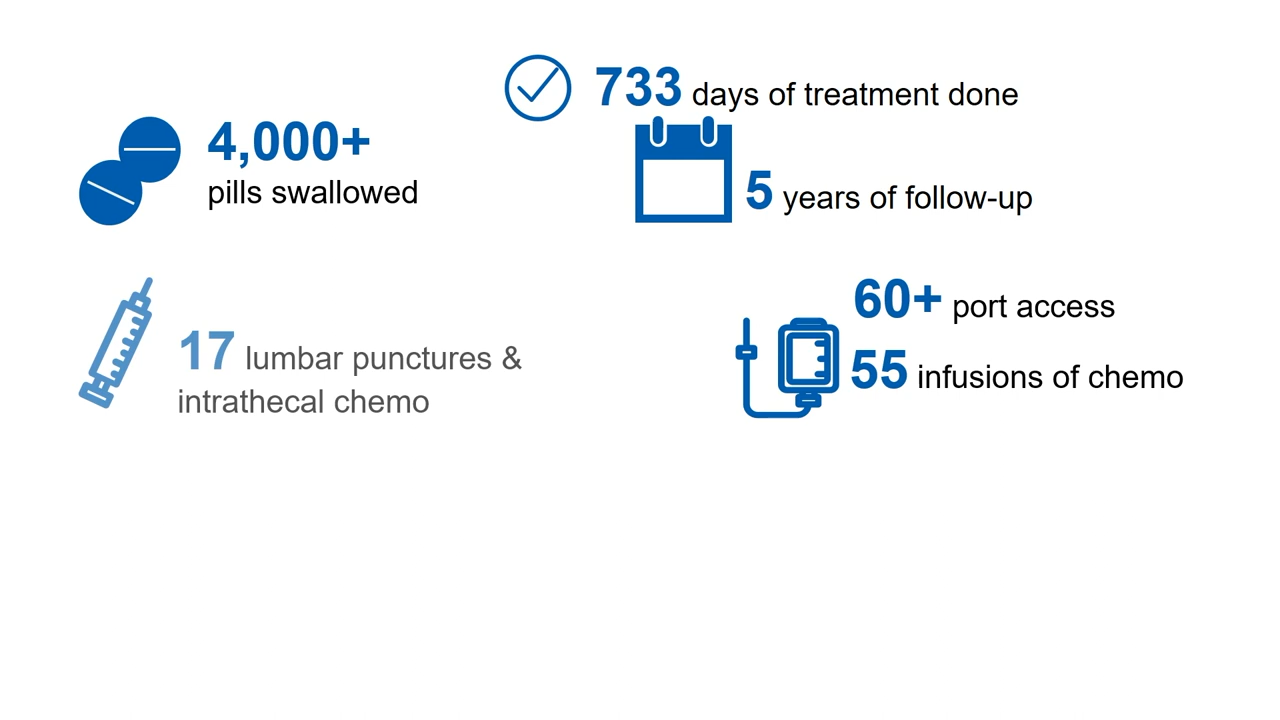 733 days of treatment done
4,000+
pills swallowed
5 years of follow-up
17 lumbar punctures &
intrathecal chemo
60+ port access
55 infusions of chemo